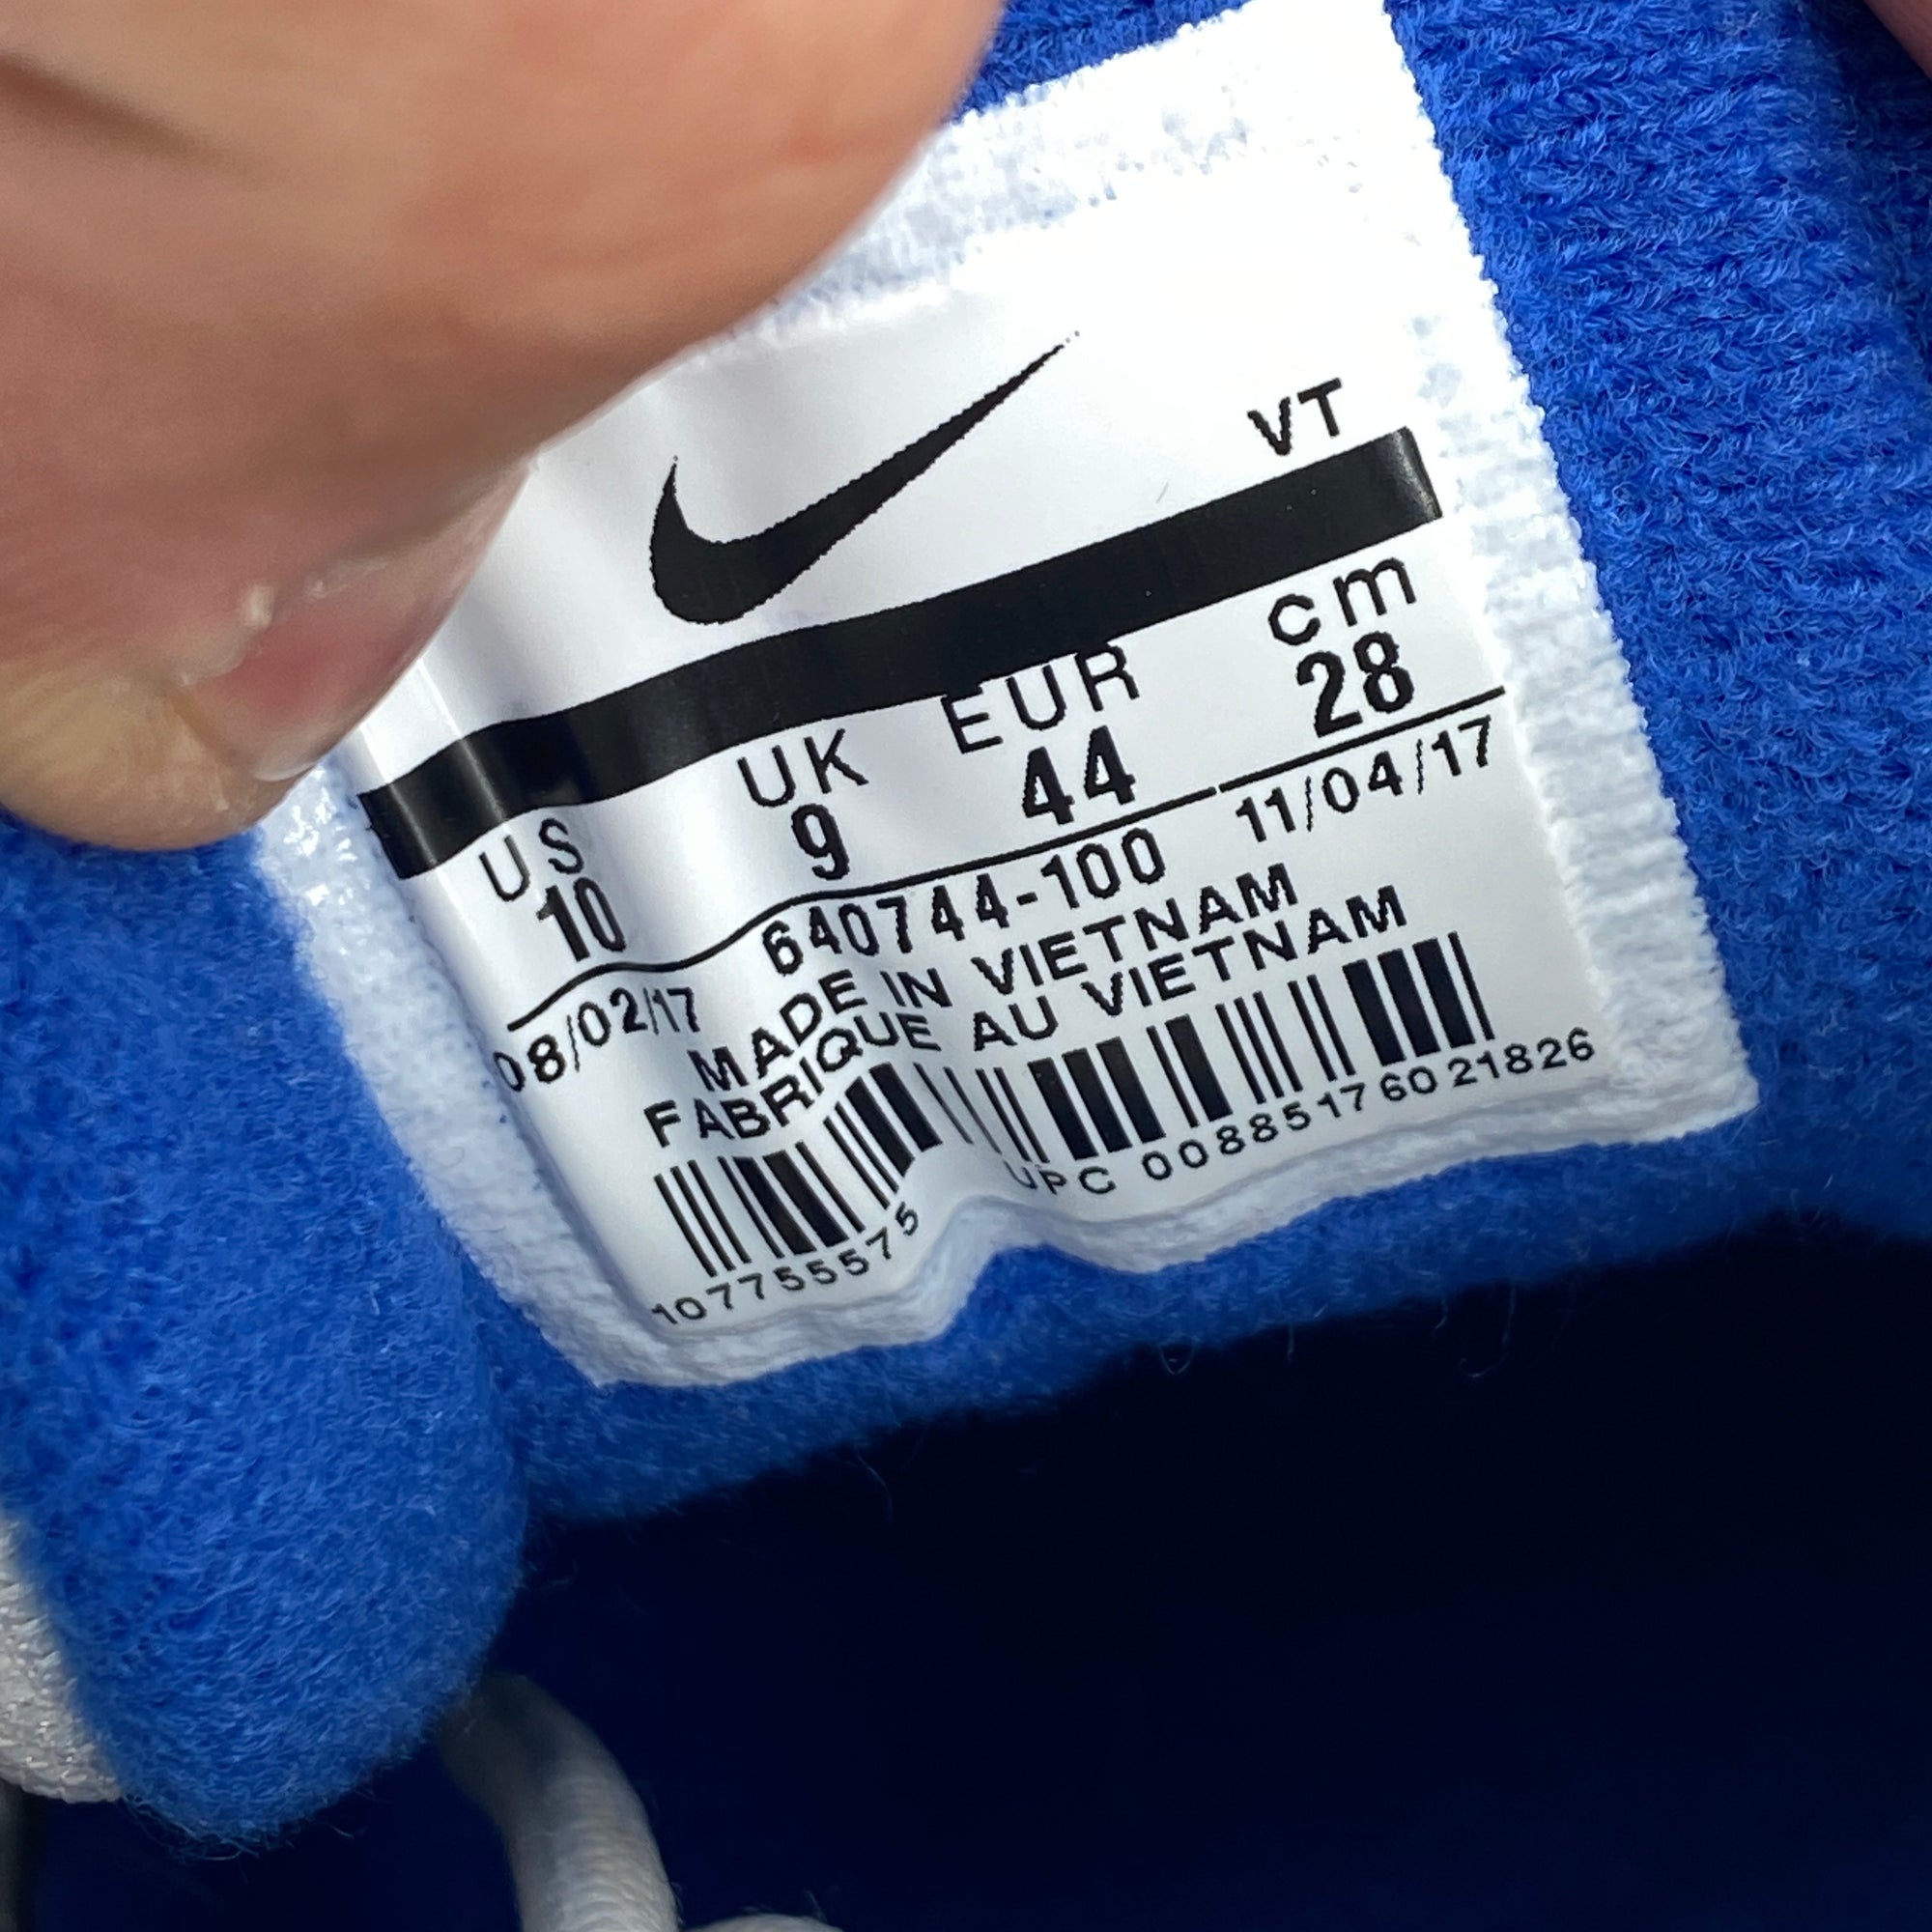 VT
US UK EUR cm
10 9 44 28
08/02/17 640744-100 11/04/17
MADE IN VIETNAM
FABRIQUE AU VIETNAM
1077555575 UPC 00885176021826